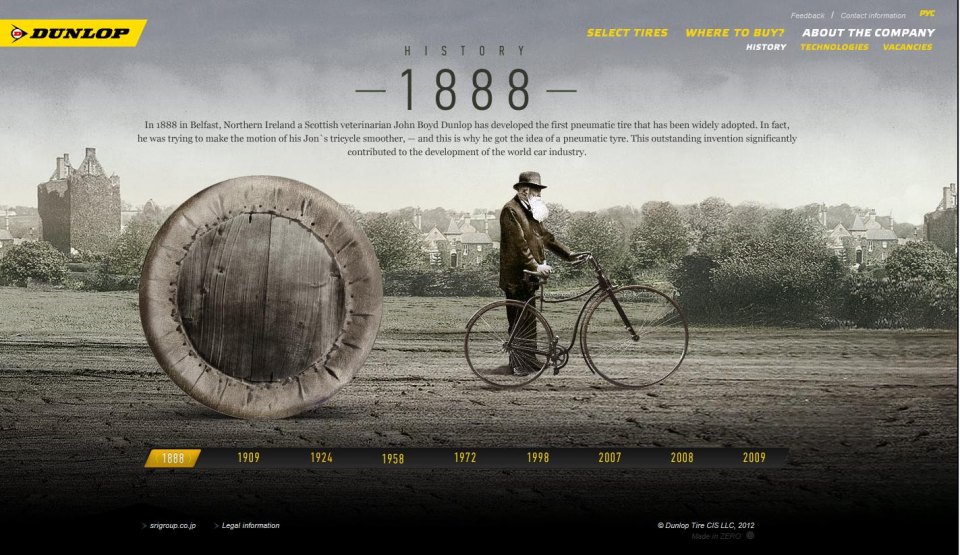 Feedback / Contact information РУС
DUNLOP
SELECT TIRES WHERE TO BUY? ABOUT THE COMPANY
HISTORY TECHNOLOGIES VACANCIES
HISTORY
1888
In 1888 in Belfast, Northern Ireland a Scottish veterinarian John Boyd Dunlop has developed the first pneumatic tire that has been widely adopted. In fact,
he was trying to make the motion of his Jon`s tricycle smoother, — and this is why he got the idea of a pneumatic tyre. This outstanding invention significantly
contributed to the development of the world car industry.
1888 1909 1924 1958 1972 1998 2007 2008 2009
> srigroup.co.jp > Legal information © Dunlop Tire CIS LLC, 2012
Made in ZERO